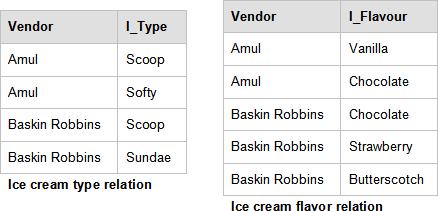 Vendor I_Type
Amul Scoop
Amul Softy
Baskin Robbins Scoop
Baskin Robbins Sundae
Ice cream type relation
Vendor I_Flavour
Amul Vanilla
Amul Chocolate
Baskin Robbins Chocolate
Baskin Robbins Strawberry
Baskin Robbins Butterscotch
Ice cream flavor relation